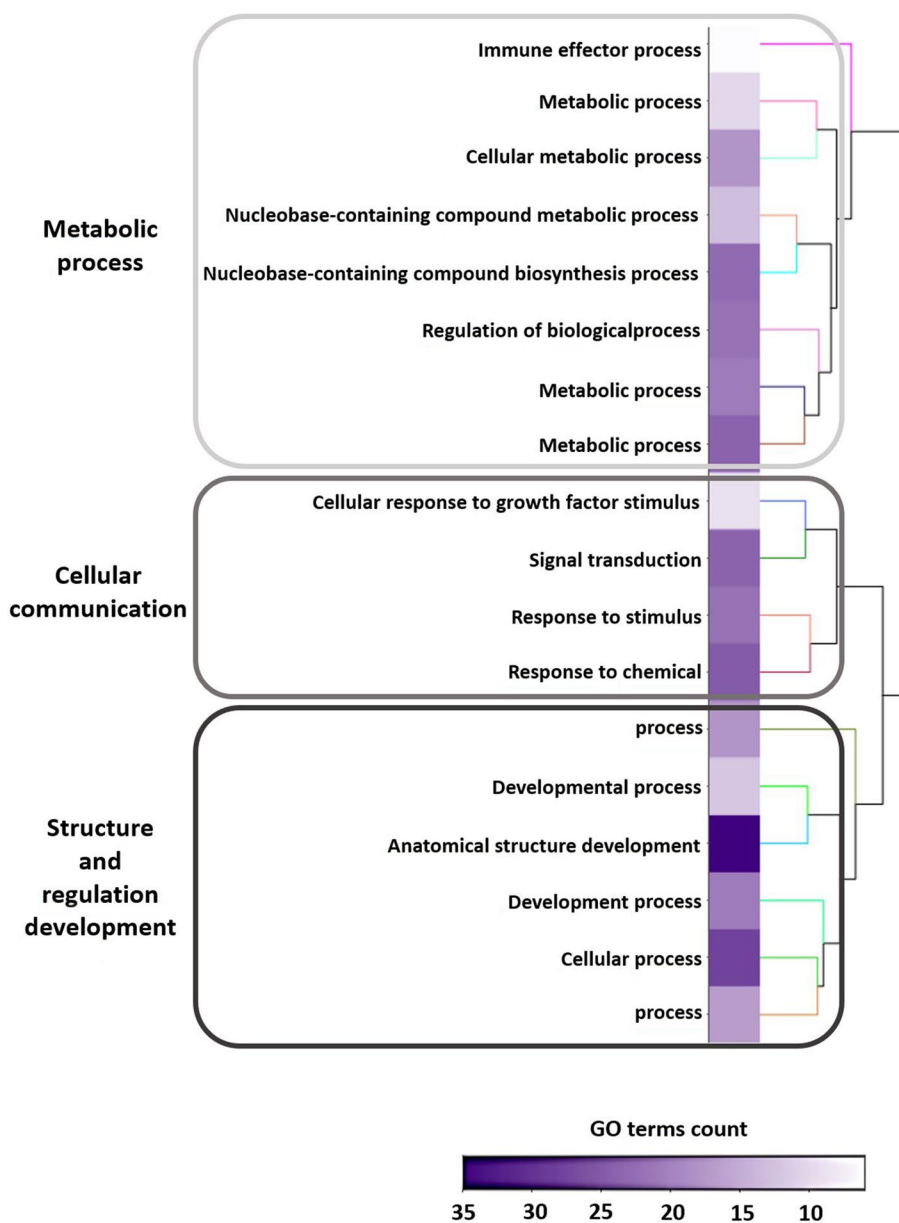 Immune effector process
Metabolic process
Cellular metabolic process
Nucleobase-containing compound metabolic process
Metabolic
process
Nucleobase-containing compound biosynthesis process
Regulation of biologicalprocess
Metabolic process
Metabolic process
Cellular response to growth factor stimulus
Signal transduction
Cellular
communication
Response to stimulus
Response to chemical
process
Developmental process
Anatomical structure development
Structure
and
regulation
development
Development process
Cellular process
process
GO terms count
35 30 25 20 15 10